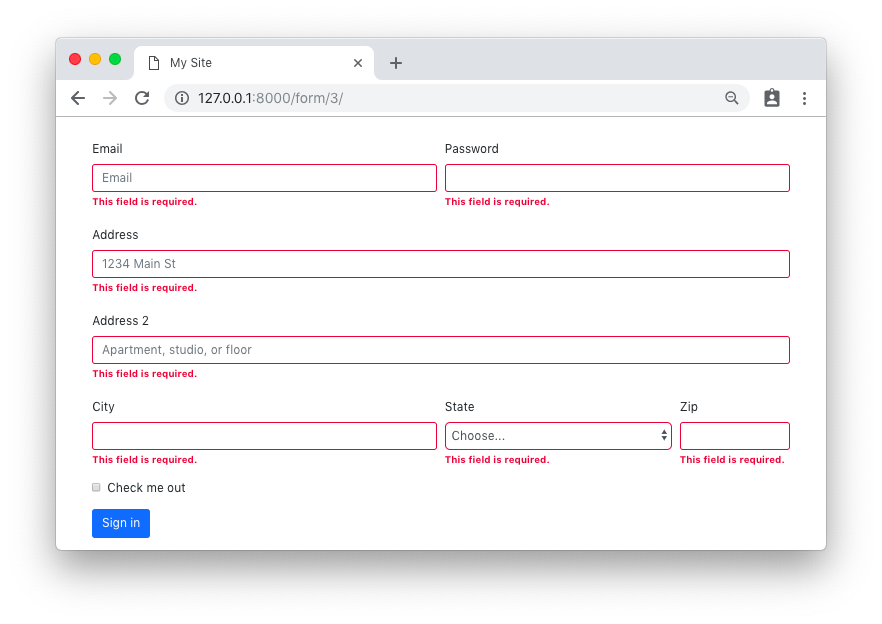 My Site
127.0.0.1:8000/form/3/
Email Password
Email
This field is required. This field is required.
Address
1234 Main St
This field is required.
Address 2
Apartment, studio, or floor
This field is required.
City State Zip
Choose...
This field is required. This field is required. This field is required.
Check me out
Sign in